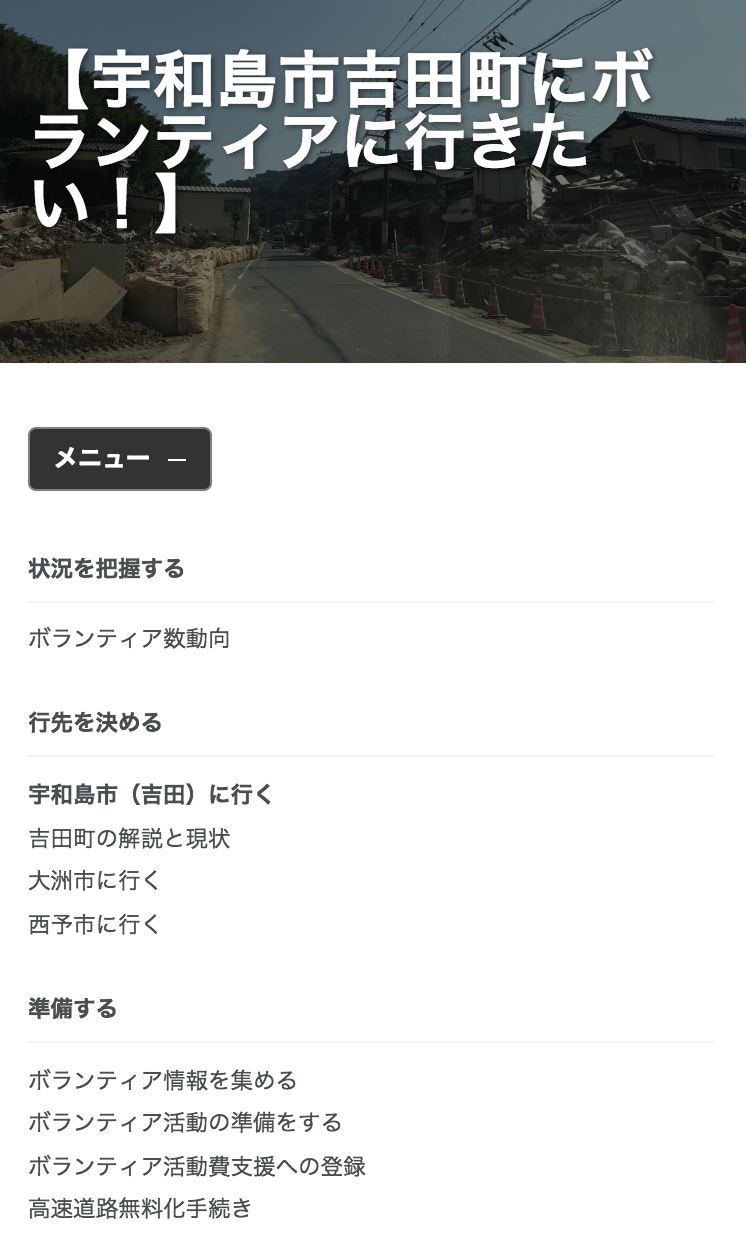 【宇和島市吉田町にボ
ランティアに行きた
い！】
メニュー
状況を把握する
ボランティア数動向
行先を決める
宇和島市（吉田）に行く
吉田町の解説と現状
大洲市に行く
西予市に行く
準備する
ボランティア情報を集める
ボランティア活動の準備をする
ボランティア活動費支援への登録
高速道路無料化手続き